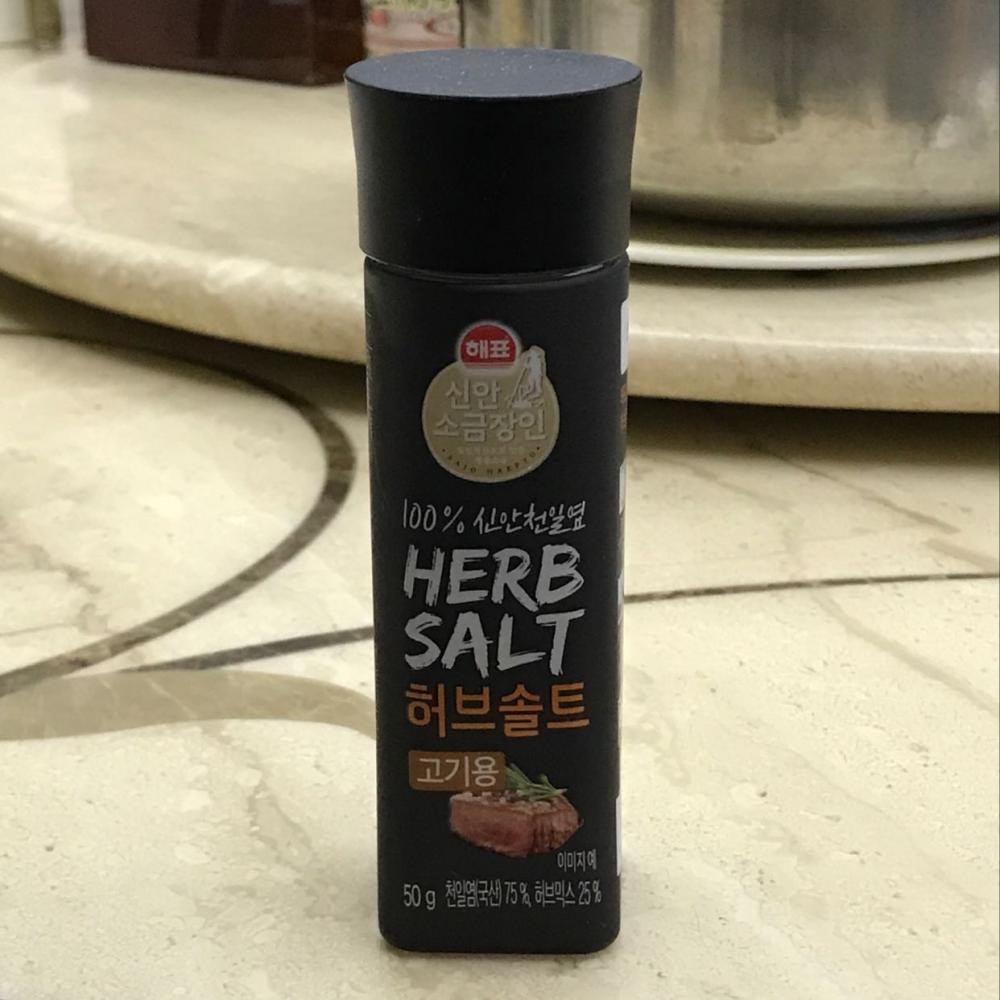 해표
신안
소금장인
SAJO HAEPYO
100% 신안천일염
HERB
SALT
허브솔트
고기용
이미지 예
50 g 천일염(국산) 75 %, 허브믹스 25 %